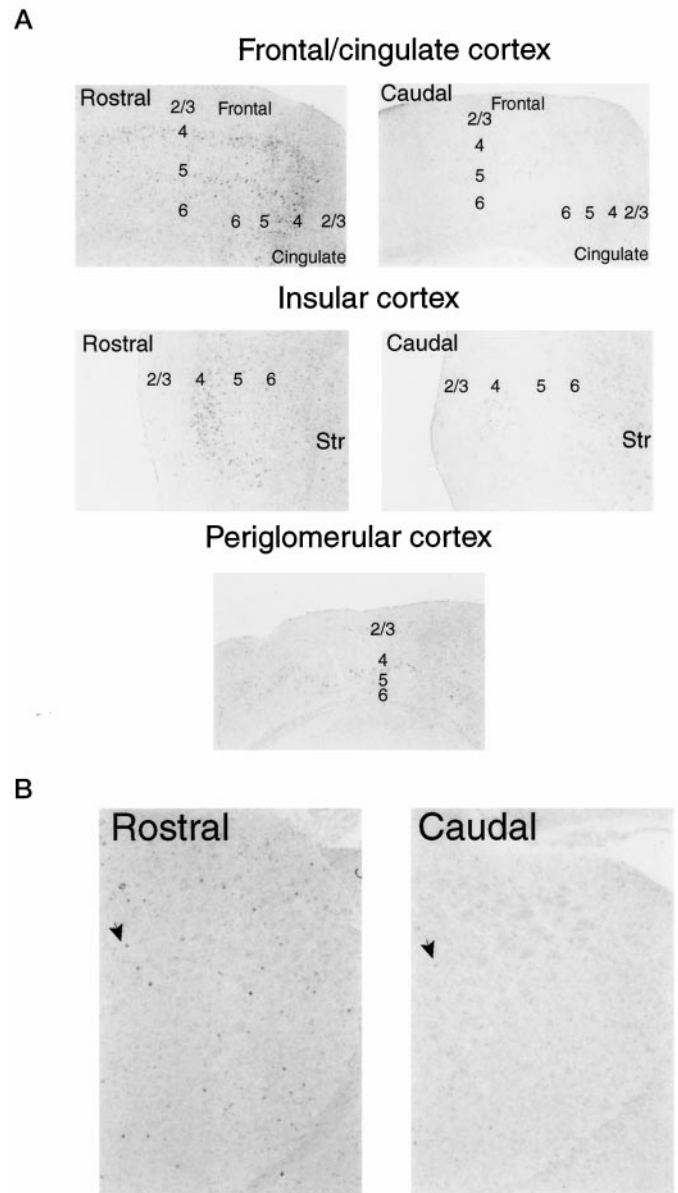 A
Frontal/cingulate cortex
Rostral
2/3 Frontal
4
5
6
6 5 4 2/3
Cingulate
Caudal
Frontal
2/3
4
5
6
6 5 4 2/3
Cingulate
Insular cortex
Rostral
2/3 4 5 6
Str
Caudal
2/3 4 5 6
Str
Periglomerular cortex
2/3
4
5
6
B
Rostral
Caudal